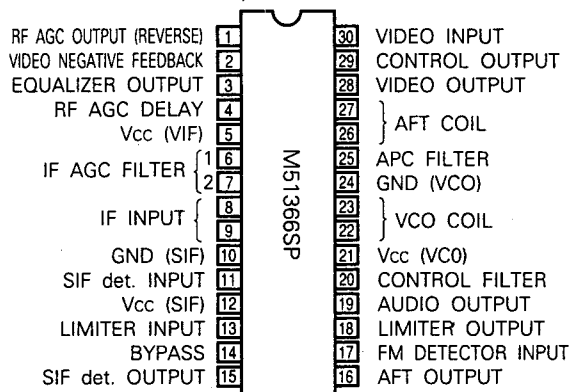 RF AGC OUTPUT (REVERSE) 1
VIDEO NEGATIVE FEEDBACK 2
EQUALIZER OUTPUT 3
RF AGC DELAY 4
Vcc (VIF) 5
IF AGC FILTER 1 6
2 7
IF INPUT 8
9
GND (SIF) 10
SIF det. INPUT 11
Vcc (SIF) 12
LIMITER INPUT 13
BYPASS 14
SIF det. OUTPUT 15
M51366SP
30 VIDEO INPUT
29 CONTROL OUTPUT
28 VIDEO OUTPUT
27
26 AFT COIL
25 APC FILTER
24 GND (VCO)
23
22 VCO COIL
21 Vcc (VC0)
20 CONTROL FILTER
19 AUDIO OUTPUT
18 LIMITER OUTPUT
17 FM DETECTOR INPUT
16 AFT OUTPUT